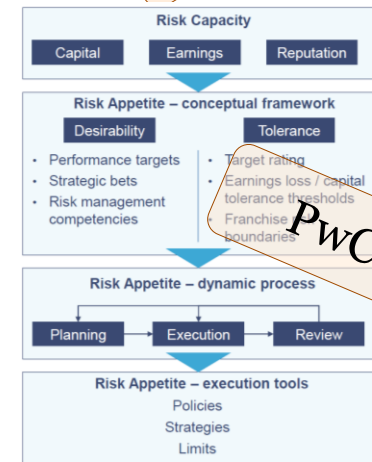 Risk Capacity
Capital Earnings Reputation
Risk Appetite – conceptual framework
Desirability Tolerance
• Performance targets
• Strategic bets
• Risk management
competencies
• Target rating
• Earnings loss / capital
tolerance thresholds
• Franchise
boundaries
PwC
Risk Appetite – dynamic process
Planning Execution Review
Risk Appetite – execution tools
Policies
Strategies
Limits